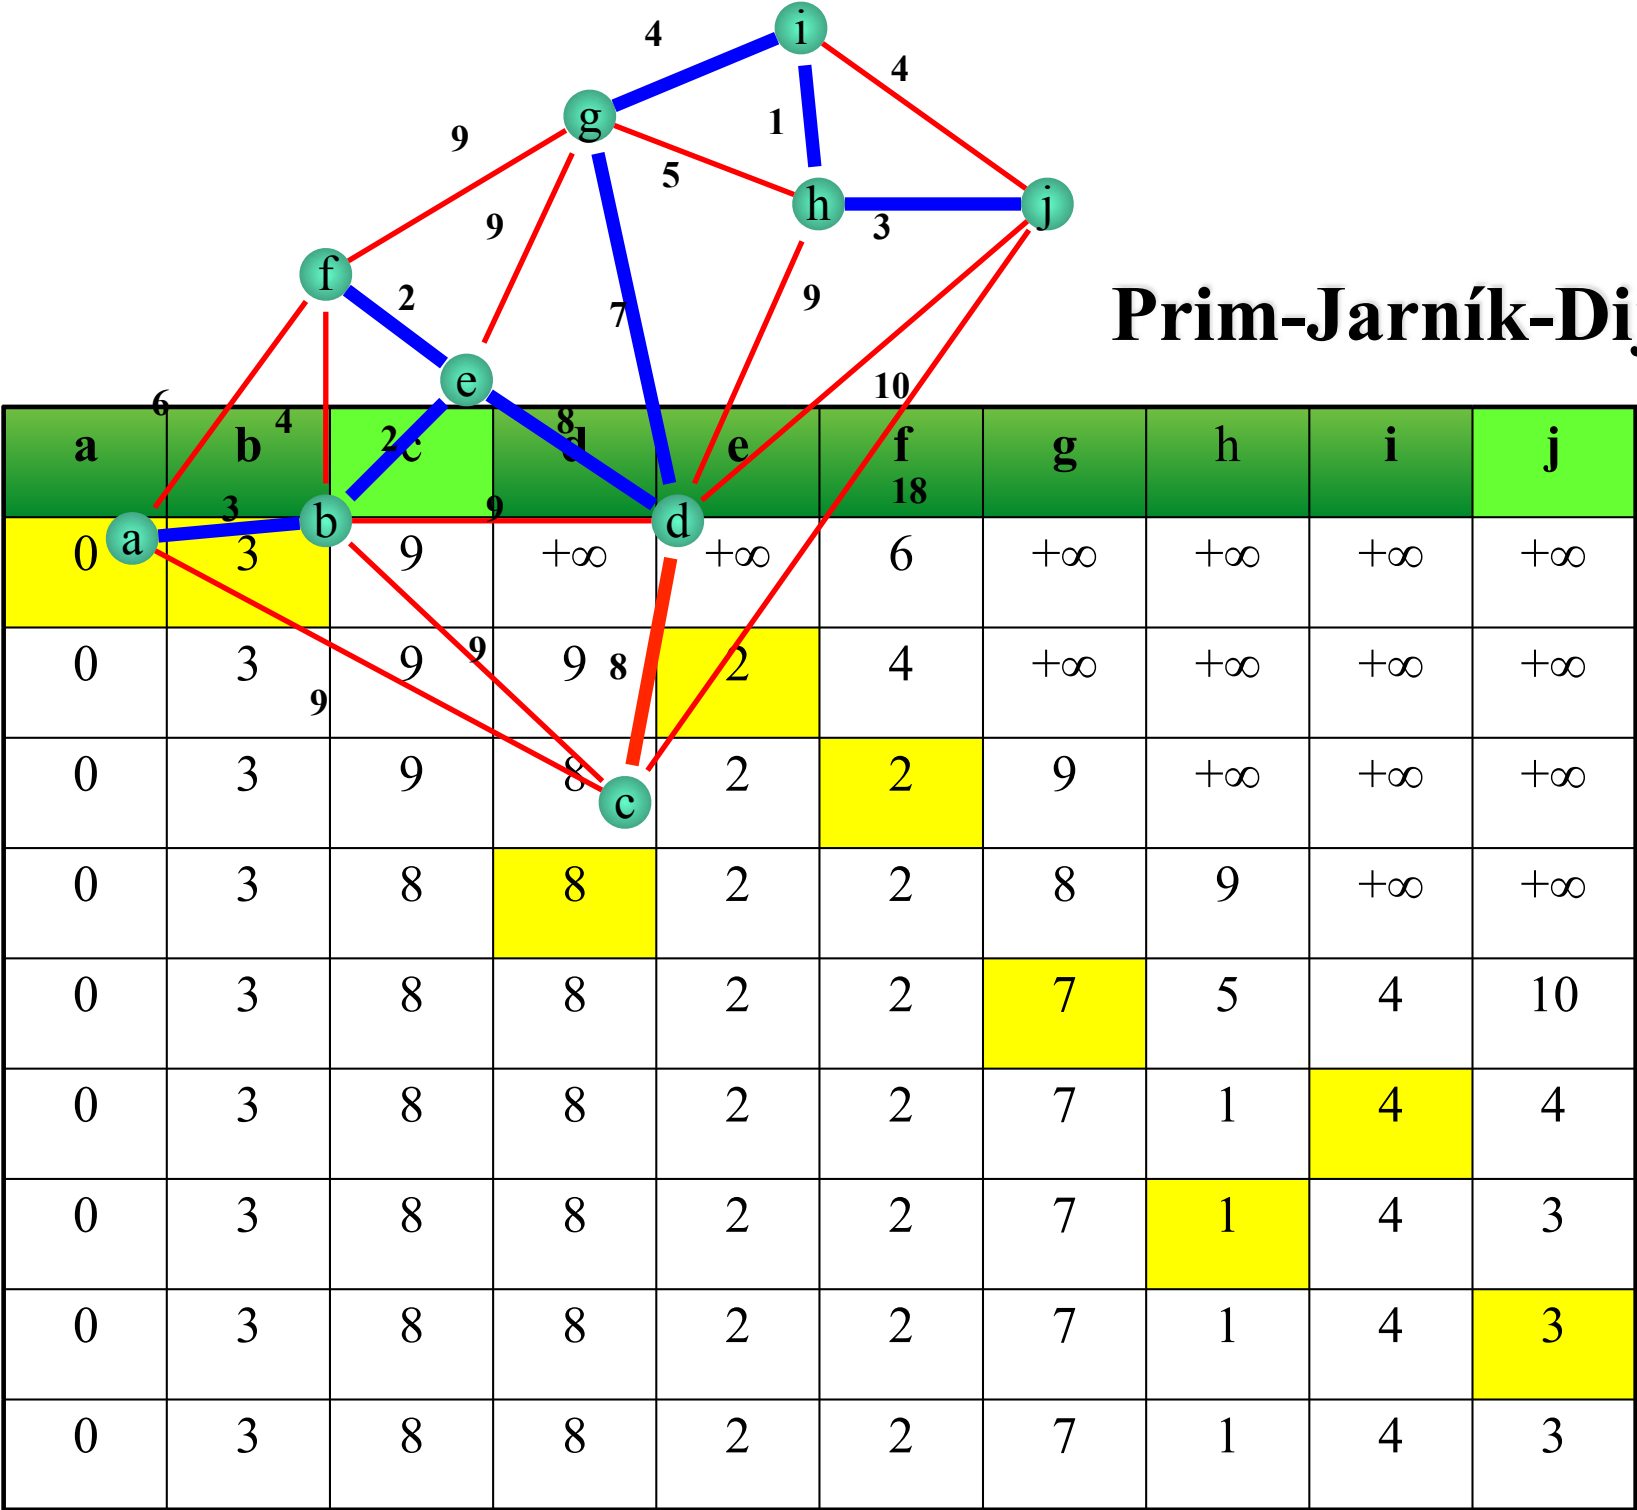 4 i
4
g 1
9
5
h j
3
9
f
2 9
7
Prim-Jarník-Di
e
10
6 4 8
a b 2 c d e f g h i j
18
3 9
a b d
0 3 9 +∞ +∞ 6 +∞ +∞ +∞ +∞
0 3 9 9 9 8 2 4 +∞ +∞ +∞ +∞
9
0 3 9 8 2 2 9 +∞ +∞ +∞
c
0 3 8 8 2 2 8 9 +∞ +∞
0 3 8 8 2 2 7 5 4 10
0 3 8 8 2 2 7 1 4 4
0 3 8 8 2 2 7 1 4 3
0 3 8 8 2 2 7 1 4 3
0 3 8 8 2 2 7 1 4 3